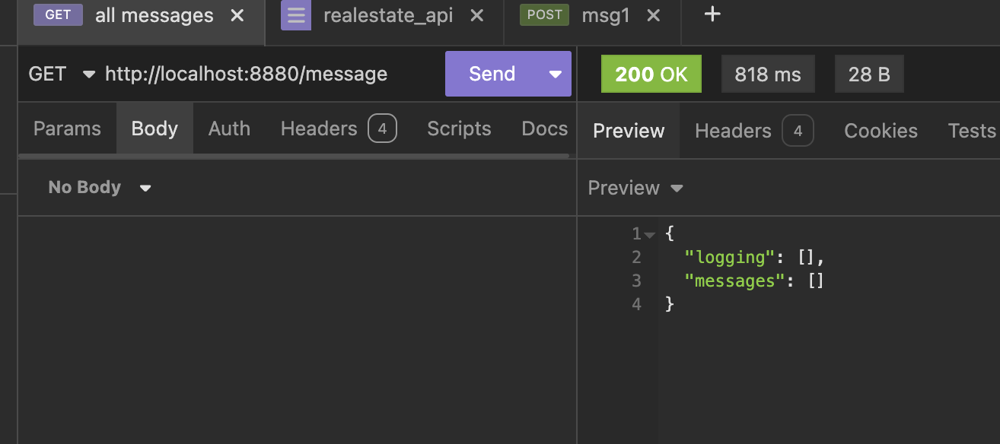 GET all messages × realestate_api × POST msg1 × +
GET http://localhost:8880/message Send 200 OK 818 ms 28 B
Params Body Auth Headers 4 Scripts Docs Preview Headers 4 Cookies Tests
No Body Preview
1 {
2 "logging": [],
3 "messages": []
4 }